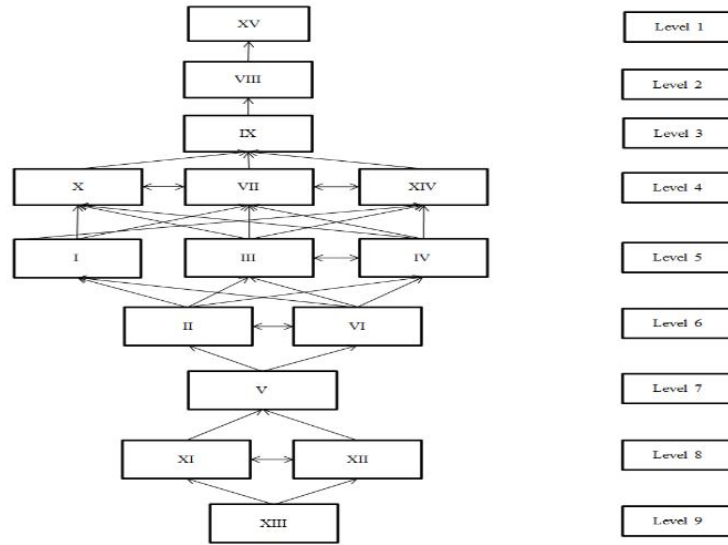 XV Level 1
VIII Level 2
IX Level 3
X VII XIV Level 4
I III IV Level 5
II VI Level 6
V Level 7
XI XII Level 8
XIII Level 9